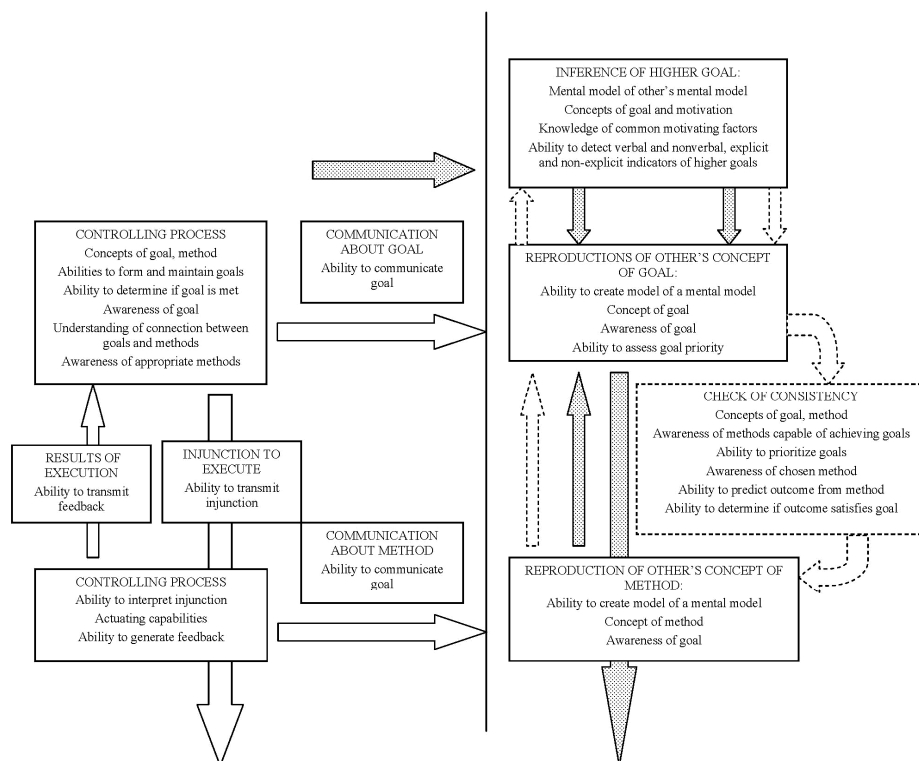 INFERENCE OF HIGHER GOAL:
Mental model of other's mental model
Concepts of goal and motivation
Knowledge of common motivating factors
Ability to detect verbal and nonverbal, explicit
and non-explicit indicators of higher goals
CONTROLLING PROCESS
Concepts of goal, method
Abilities to form and maintain goals
Ability to determine if goal is met
Awareness of goal
Understanding of connection between
goals and methods
Awareness of appropriate methods
COMMUNICATION
ABOUT GOAL
Ability to communicate
goal
REPRODUCTIONS OF OTHER'S CONCEPT
OF GOAL:
Ability to create model of a mental model
Concept of goal
Awareness of goal
Ability to assess goal priority
CHECK OF CONSISTENCY
Concepts of goal, method
Awareness of methods capable of achieving goals
Ability to prioritize goals
Awareness of chosen method
Ability to predict outcome from method
Ability to determine if outcome satisfies goal
RESULTS OF
EXECUTION
Ability to transmit
feedback
INJUNCTION TO
EXECUTE
Ability to transmit
injunction
COMMUNICATION
ABOUT METHOD
Ability to communicate
goal
CONTROLLING PROCESS
Ability to interpret injunction
Actuating capabilities
Ability to generate feedback
REPRODUCTION OF OTHER'S CONCEPT OF
METHOD:
Ability to create model of a mental model
Concept of method
Awareness of goal